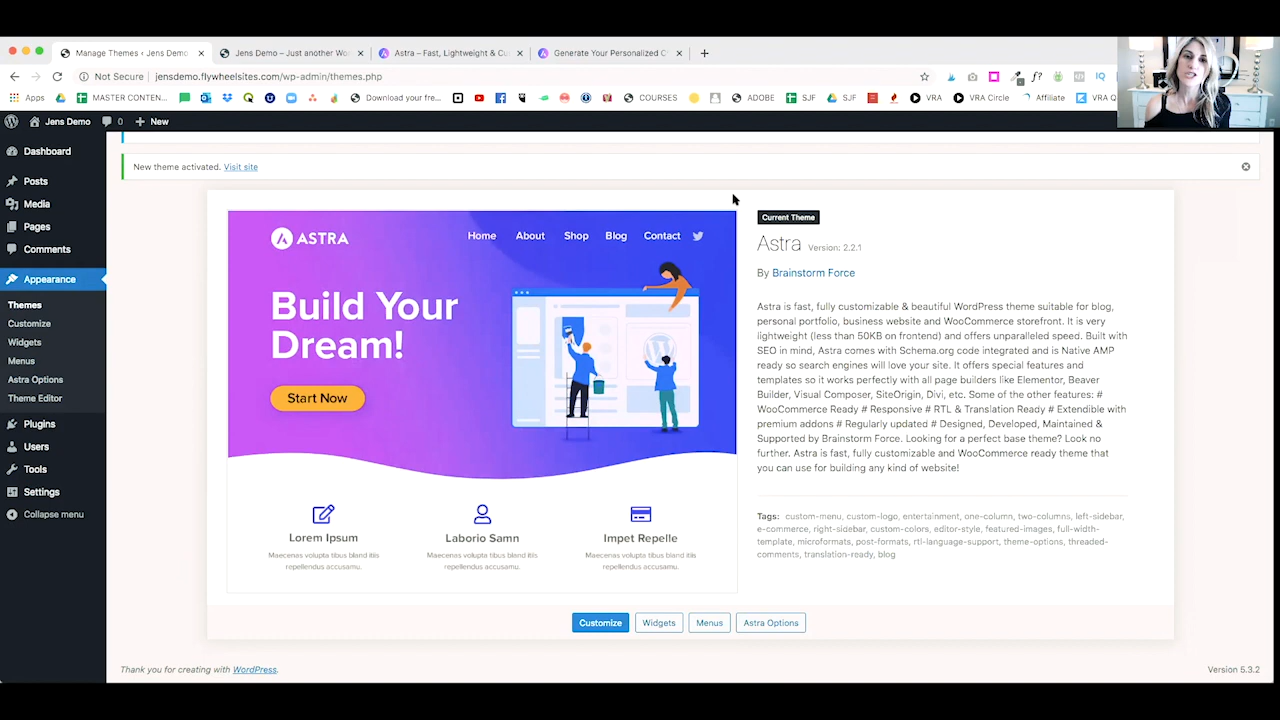 Manage Themes ‹ Jens Demo
Jens Demo – Just another Wo
Astra – Fast, Lightweight & Cu
Generate Your Personalized C
Not Secure
jensdemo.flywheelsites.com/wp-admin/themes.php
Apps
MASTER CONTEN...
Download your fre...
COURSES
ADOBE
SJF
SJF
VRA
VRA Circle
Affiliate
VRA Q
Jens Demo
0
New
Dashboard
Posts
Media
Pages
Comments
Appearance
Themes
Customize
Widgets
Menus
Astra Options
Theme Editor
Plugins
Users
Tools
Settings
Collapse menu
New theme activated. Visit site
ASTRA
Home About Shop Blog Contact
Build Your
Dream!
Start Now
Lorem Ipsum
Maecenas volupta tibus bland itiis
repellendus accusamu.
Laborio Samn
Maecenas volupta tibus bland itiis
repellendus accusamu.
Impet Repelle
Maecenas volupta tibus bland itiis
repellendus accusamu.
Current Theme
Astra Version: 2.2.1
By Brainstorm Force
Astra is fast, fully customizable & beautiful WordPress theme suitable for blog,
personal portfolio, business website and WooCommerce storefront. It is very
lightweight (less than 50KB on frontend) and offers unparalleled speed. Built with
SEO in mind, Astra comes with Schema.org code integrated and is Native AMP
ready so search engines will love your site. It offers special features and
templates so it works perfectly with all page builders like Elementor, Beaver
Builder, Visual Composer, SiteOrigin, Divi, etc. Some of the other features: #
WooCommerce Ready # Responsive # RTL & Translation Ready # Extendible with
premium addons # Regularly updated # Designed, Developed, Maintained &
Supported by Brainstorm Force. Looking for a perfect base theme? Look no
further. Astra is fast, fully customizable and WooCommerce ready theme that
you can use for building any kind of website!
Tags: custom-menu, custom-logo, entertainment, one-column, two-columns, left-sidebar,
e-commerce, right-sidebar, custom-colors, editor-style, featured-images, full-width-
template, microformats, post-formats, rtl-language-support, theme-options, threaded-
comments, translation-ready, blog
Customize
Widgets
Menus
Astra Options
Thank you for creating with WordPress.
Version 5.3.2